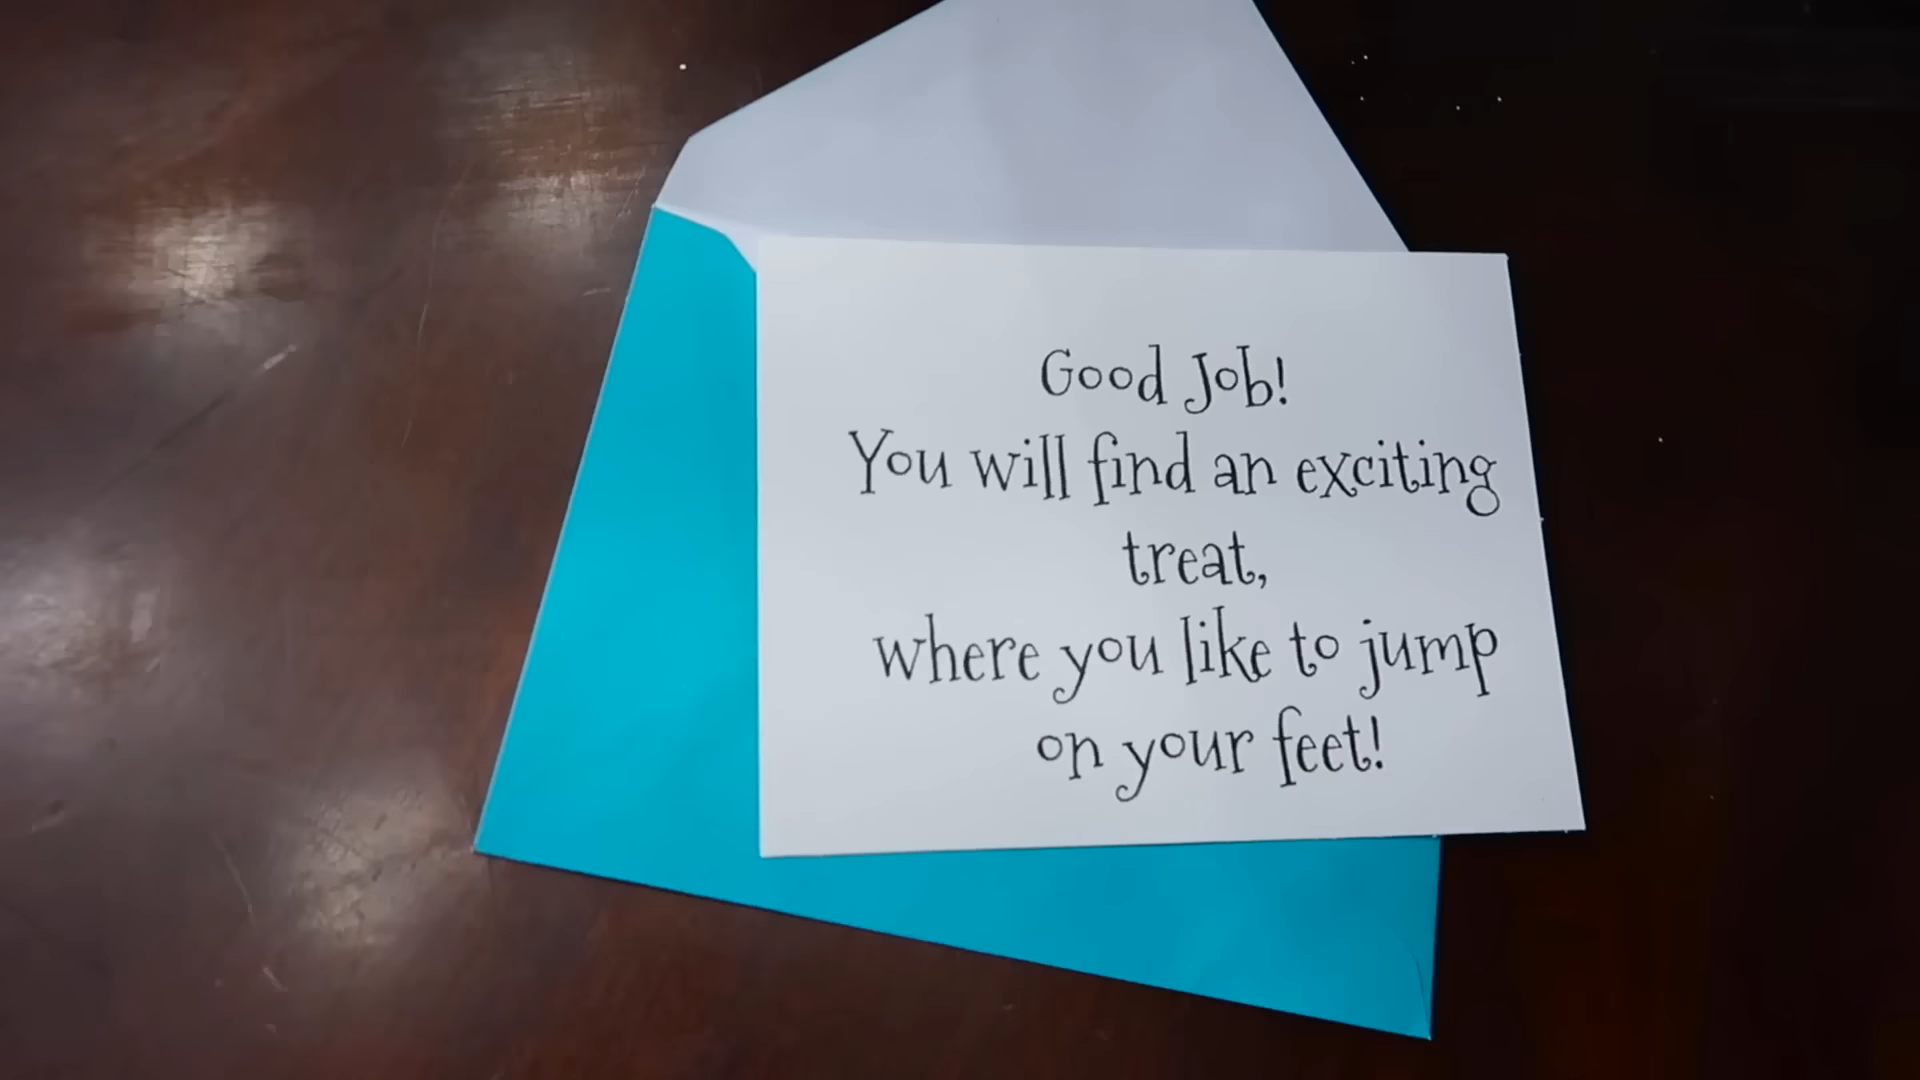 Good Job!
You will find an exciting
treat,
where you like to jump
on your feet!